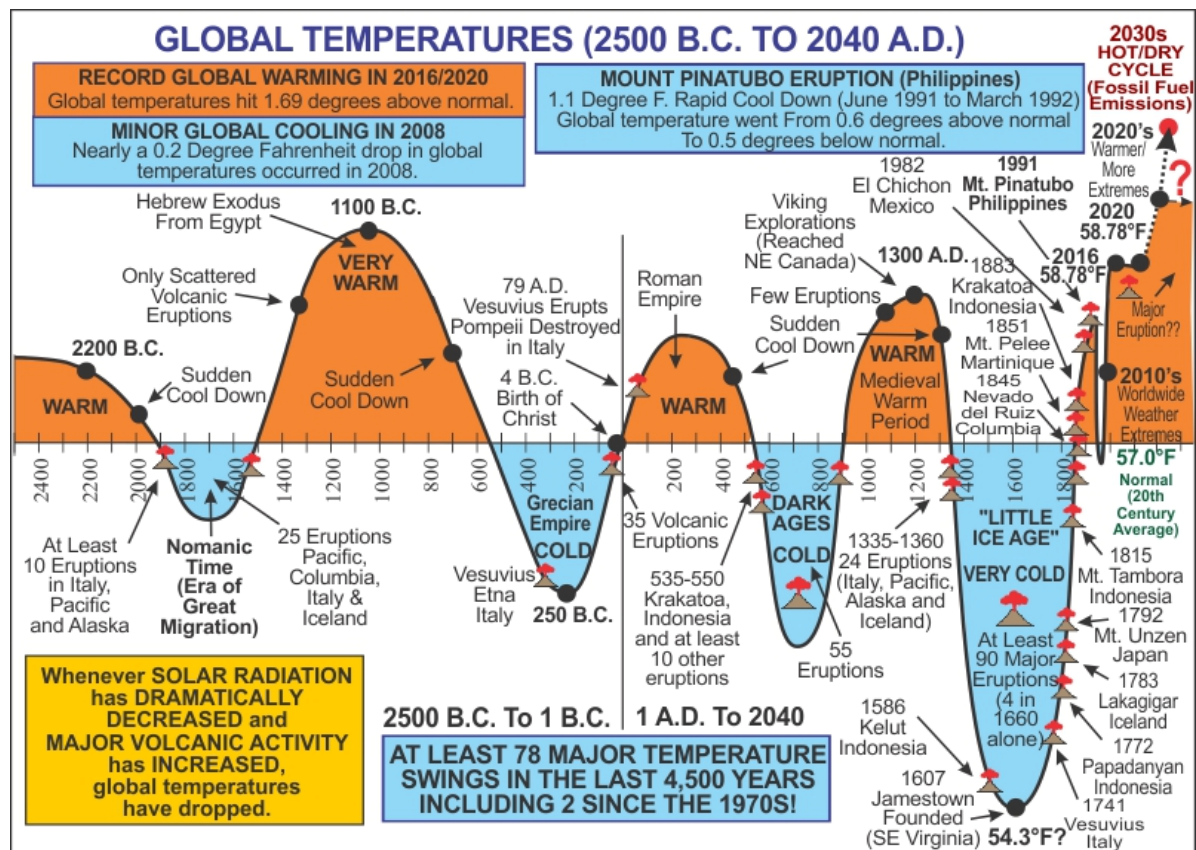 GLOBAL TEMPERATURES (2500 B.C. TO 2040 A.D.)
RECORD GLOBAL WARMING IN 2016/2020
Global temperatures hit 1.69 degrees above normal.
MINOR GLOBAL COOLING IN 2008
Nearly a 0.2 Degree Fahrenheit drop in global
temperatures occurred in 2008.
MOUNT PINATUBO ERUPTION (Philippines)
1.1 Degree F. Rapid Cool Down (June 1991 to March 1992)
Global temperature went From 0.6 degrees above normal
To 0.5 degrees below normal.
2030s
HOT/DRY
CYCLE
(Fossil Fuel
Emissions)
2020's
Warmer/
More
Extremes
?
2020
58.78°F
2016
58.78°F
Major
Eruption??
2010's
Worldwide
Weather
Extremes
57.0°F
Normal
(20th
Century
Average)
2200 B.C.
WARM
Sudden
Cool Down
Only Scattered
Volcanic
Eruptions
Hebrew Exodus
From Egypt
1100 B.C.
VERY
WARM
Sudden
Cool Down
79 A.D.
Vesuvius Erupts
Pompeii Destroyed
in Italy
4 B.C.
Birth of
Christ
Roman
Empire
WARM
Sudden
Cool Down
Few Eruptions
Viking
Explorations
(Reached
NE Canada)
1300 A.D.
WARM
Medieval
Warm
Period
1982
El Chichon
Mexico
1991
Mt. Pinatubo
Philippines
1883
Krakatoa
Indonesia
1851
Mt. Pelee
Martinique
1845
Nevado
del Ruiz
Columbia
2400 2200 2000 1800 1600 1400 1200 1000 800 600 400 200 200 400 600 800 1000 1200 1400 1600 1800
At Least
10 Eruptions
in Italy,
Pacific
and Alaska
Nomanic
Time
(Era of
Great
Migration)
25 Eruptions
Pacific,
Columbia,
Italy &
Iceland
Vesuvius
Etna
Italy
Grecian
Empire
COLD
250 B.C.
35 Volcanic
Eruptions
535-550
Krakatoa,
Indonesia
and at least
10 other
eruptions
DARK
AGES
COLD
55
Eruptions
1335-1360
24 Eruptions
(Italy, Pacific,
Alaska and
Iceland)
"LITTLE
ICE AGE"
VERY COLD
At Least
90 Major
Eruptions
(4 in
1660
alone)
1815
Mt. Tambora
Indonesia
1792
Mt. Unzen
Japan
1783
Lakagigar
Iceland
1772
Papadanyan
Indonesia
1741
Vesuvius
Italy
1586
Kelut
Indonesia
1607
Jamestown
Founded
(SE Virginia)
54.3°F?
Whenever SOLAR RADIATION
has DRAMATICALLY
DECREASED and
MAJOR VOLCANIC ACTIVITY
has INCREASED,
global temperatures
have dropped.
2500 B.C. To 1 B.C.
1 A.D. To 2040
AT LEAST 78 MAJOR TEMPERATURE
SWINGS IN THE LAST 4,500 YEARS
INCLUDING 2 SINCE THE 1970S!